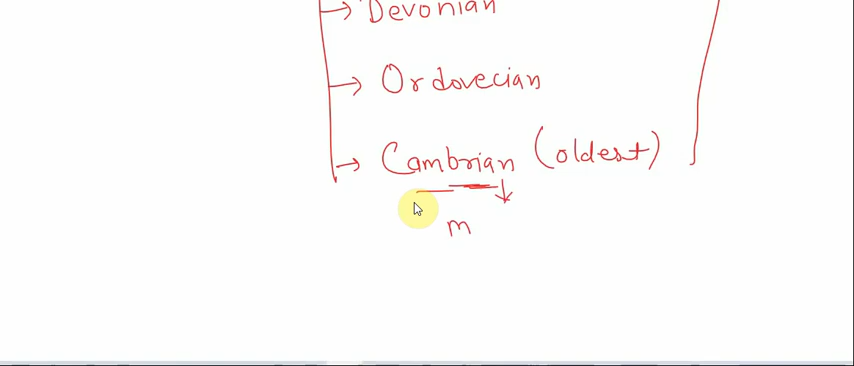 → Devonian
→ Ordovecian
→ Cambrian (oldest)
m